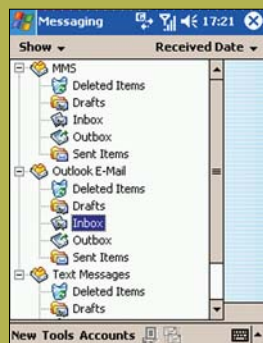 Messaging 17:21
Show Received Date
MMS
Deleted Items
Drafts
Inbox
Outbox
Sent Items
Outlook E-Mail
Deleted Items
Drafts
Inbox
Outbox
Sent Items
Text Messages
Deleted Items
Drafts
New Tools Accounts